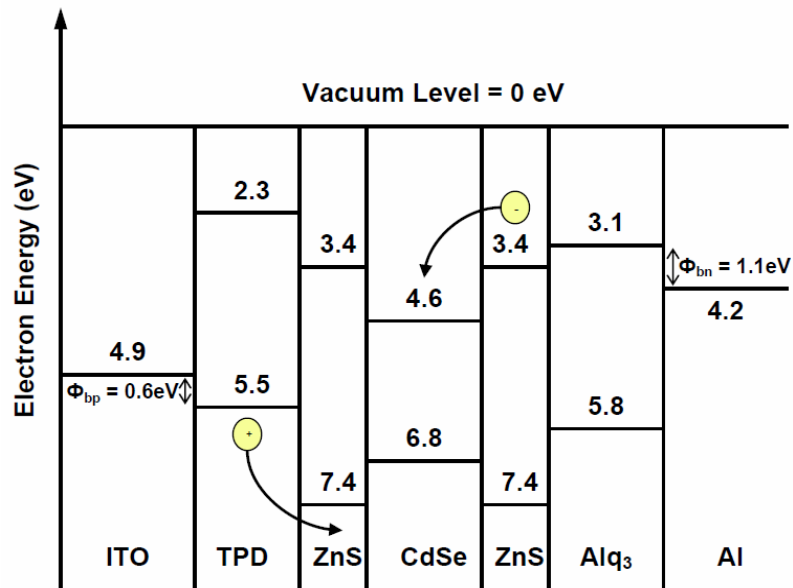 Electron Energy (eV)
Vacuum Level = 0 eV
2.3
-
3.4
3.4
3.1
Φbn = 1.1eV
4.6
4.2
4.9
Φbp = 0.6eV
5.5
+
5.8
6.8
7.4
7.4
ITO TPD ZnS CdSe ZnS Alq₃ Al